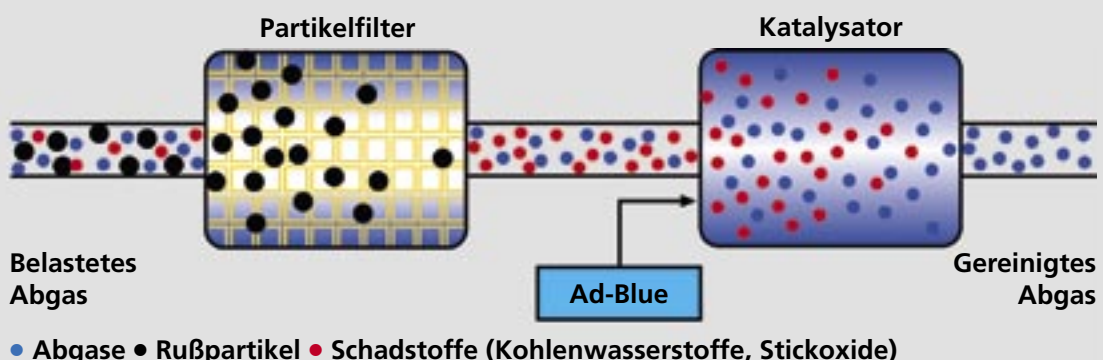 Partikelfilter
Katalysator
Belastetes
Abgas
Ad-Blue
Gereinigtes
Abgas
• Abgase • Rußpartikel • Schadstoffe (Kohlenwasserstoffe, Stickoxide)